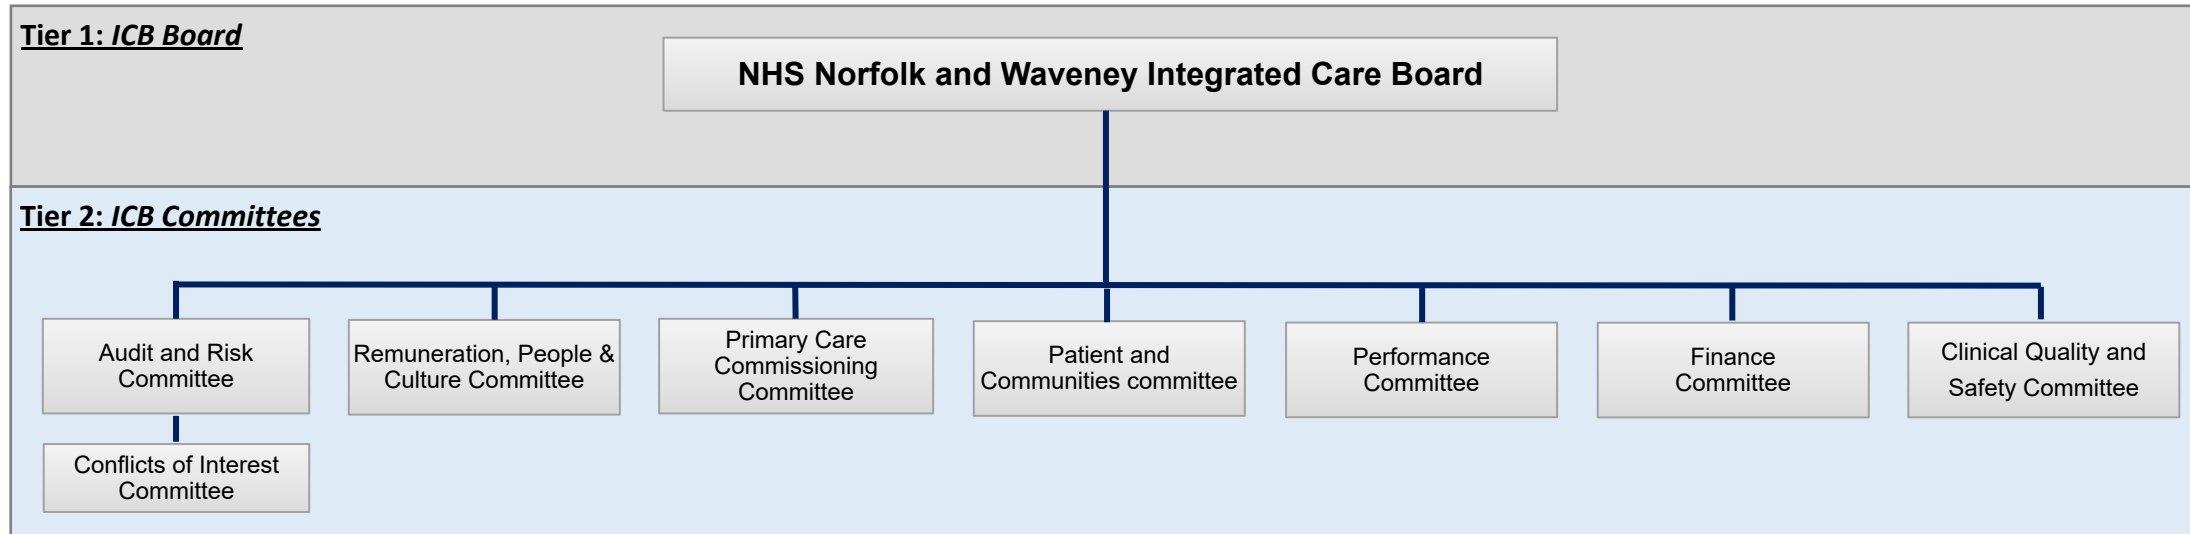 Tier 1: ICB Board
NHS Norfolk and Waveney Integrated Care Board
Tier 2: ICB Committees
Audit and Risk
Committee
Remuneration, People &
Culture Committee
Primary Care
Commissioning
Committee
Patient and
Communities committee
Performance
Committee
Finance
Committee
Clinical Quality and
Safety Committee
Conflicts of Interest
Committee